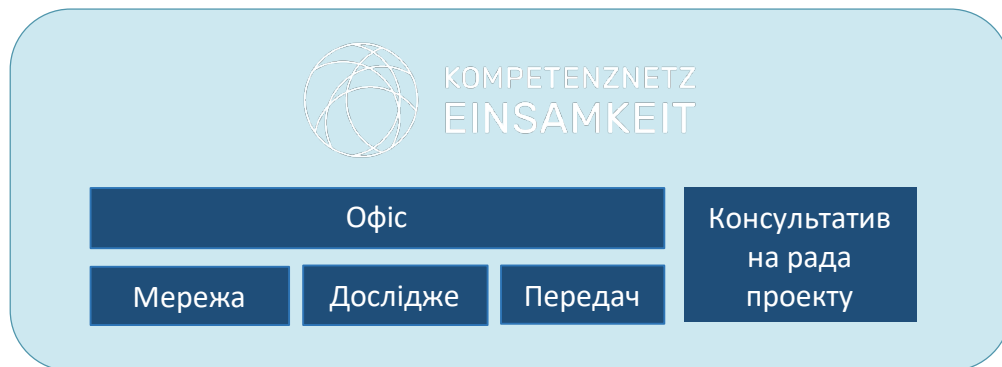 KOMPETENZNETZ
EINSAMKEIT
Офіс
Мережа
Дослідже
Передач
Консультатив
на рада
проекту